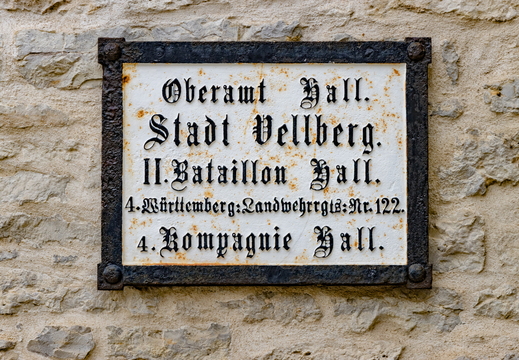 Oberamt Hall.
Stadt Vellberg.
II. Bataillon Hall.
4. Württemberg: Landwehrrgts: Nr. 122.
4. Kompagnie Hall.